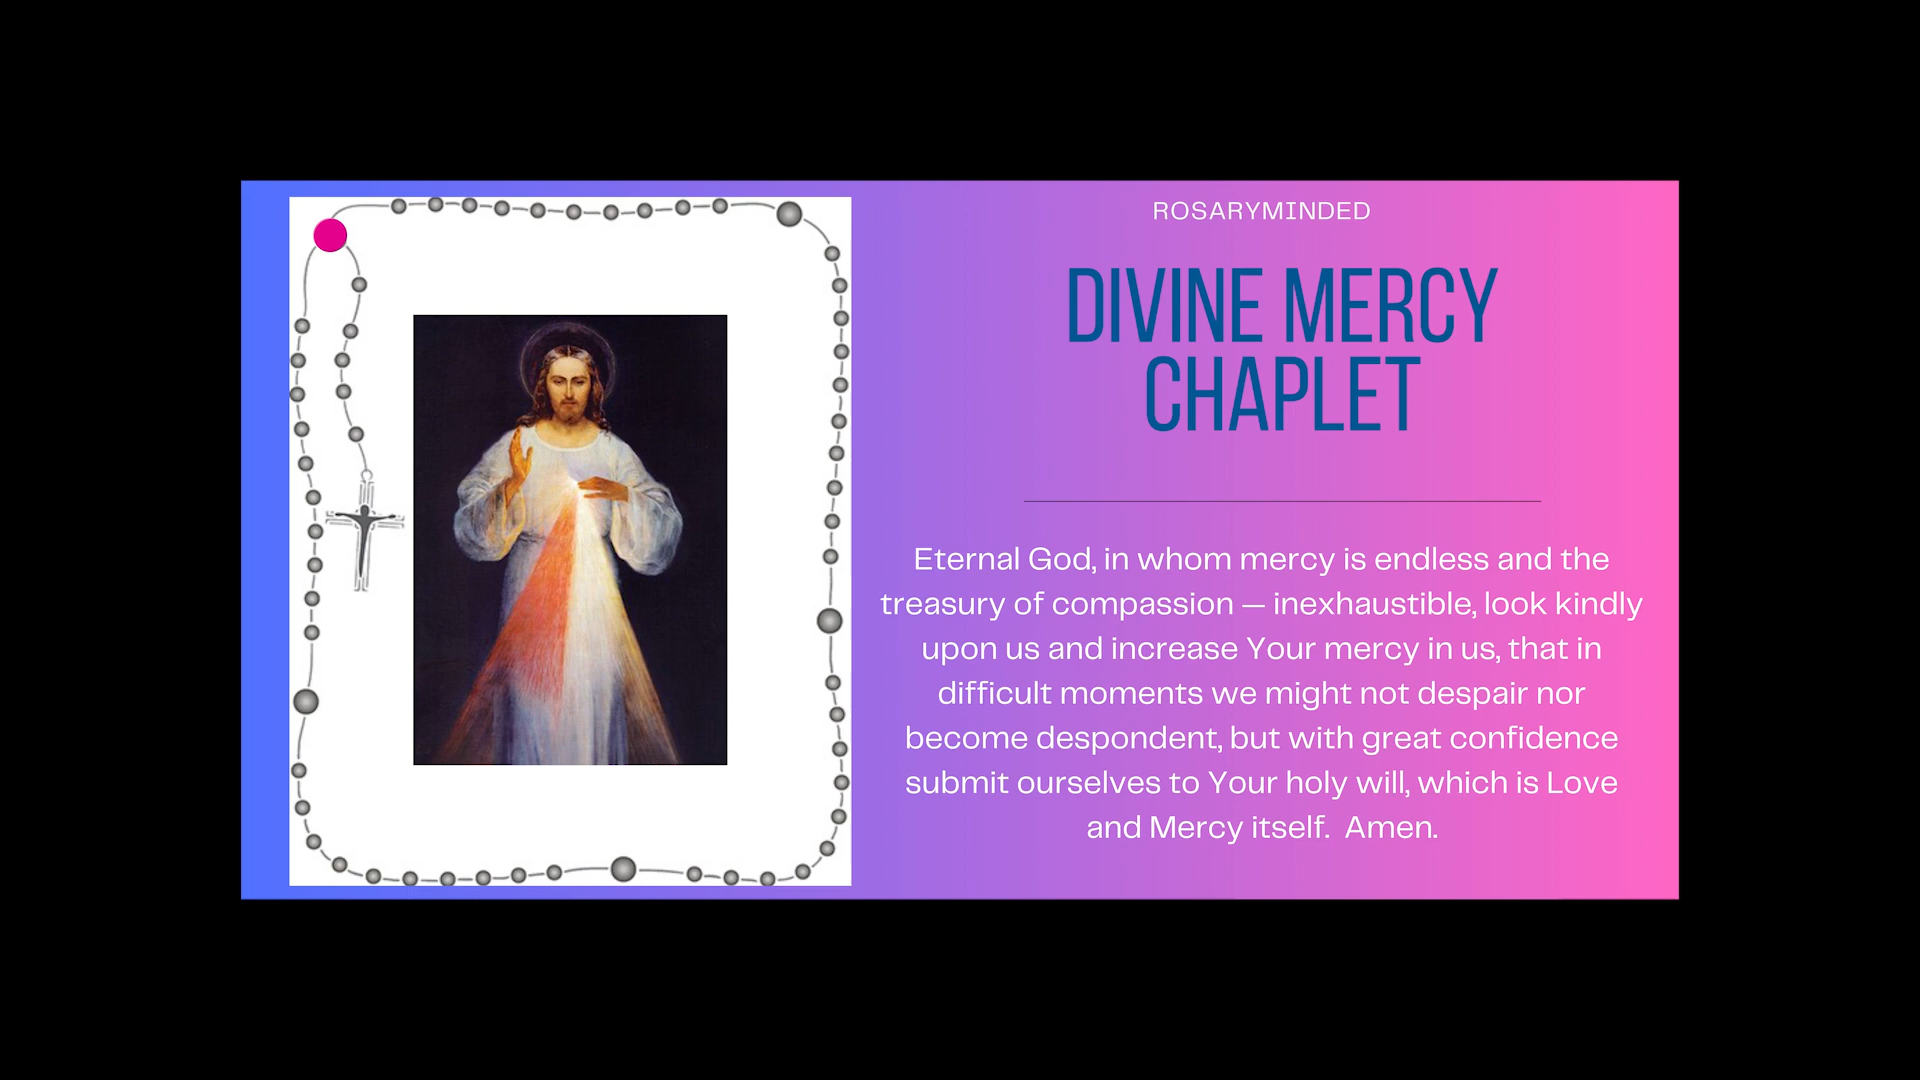 ROSARYMINDED
DIVINE MERCY
CHAPLET
Eternal God, in whom mercy is endless and the
treasury of compassion — inexhaustible, look kindly
upon us and increase Your mercy in us, that in
difficult moments we might not despair nor
become despondent, but with great confidence
submit ourselves to Your holy will, which is Love
and Mercy itself.  Amen.